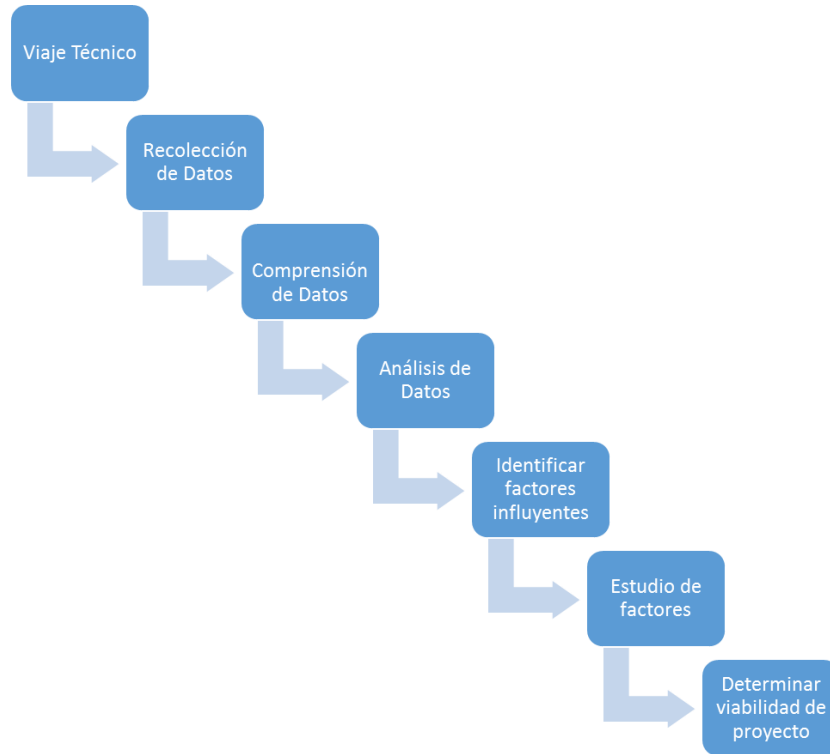 Viaje Técnico
Recolección
de Datos
Comprensión
de Datos
Análisis de
Datos
Identificar
factores
influyentes
Estudio de
factores
Determinar
viabilidad de
proyecto